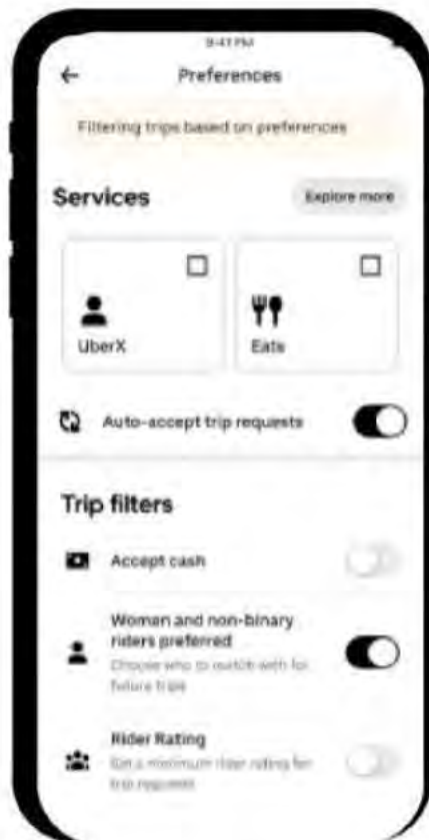 9:41 PM
Preferences
Filtering trips based on preferences
Services
Explore more
UberX
Eats
Auto-accept trip requests
Trip filters
Accept cash
Women and non-binary
riders preferred
Choose who to match with for
future trips
Rider Rating
Set a minimum rider rating for
trip requests